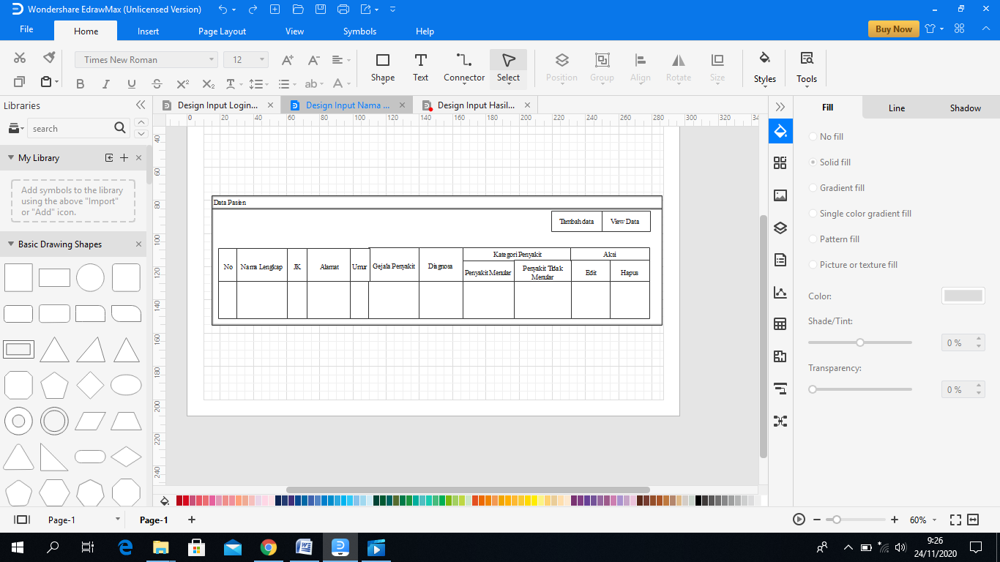 Wondershare EdrawMax (Unlicensed Version)
File
Home
Insert
Page Layout
View
Symbols
Help
Buy Now
Times New Roman
12
Shape
Text
Connector
Select
Position
Group
Align
Rotate
Size
Styles
Tools
Libraries
search
My Library
Add symbols to the library
using the above "Import"
or "Add" icon.
Basic Drawing Shapes
Design Input Login...
Design Input Nama ...
Design Input Hasil...
0 20 40 60 80 100 120 140 160 180 200 220 240 260 280 300 320 34
40
60
80
100
120
140
160
180
200
220
240
Data Pasien
Tambah data
View Data
No
Nama Lengkap
JK
Alamat
Umur
Gejala Penyakit
Diagnosa
Kategori Penyakit
Aksi
Penyakit Menular
Penyakit Tidak
Menular
Edit
Hapus
Fill
Line
Shadow
No fill
Solid fill
Gradient fill
Single color gradient fill
Pattern fill
Picture or texture fill
Color:
Shade/Tint:
0 %
Transparency:
0 %
Page-1
Page-1
60%
9:26
24/11/2020